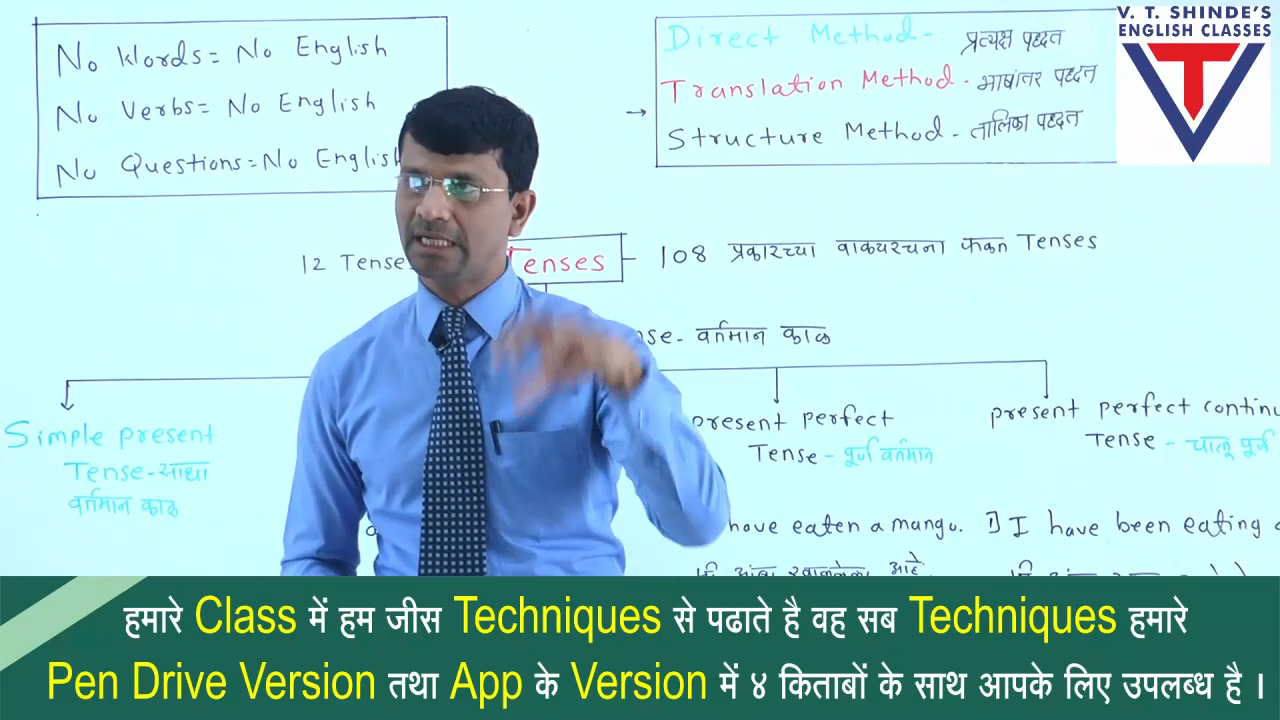 V. T. SHINDE'S
ENGLISH CLASSES
No Words = No English
No Verbs = No English
No Questions = No English
Direct Method - प्रत्यक्ष पद्धत
Translation Method - भाषांतर पद्धत
Structure Method - तालिका पद्धत
12 Tenses
Tenses - 108 प्रकारच्या वाक्यरचना फक्त Tenses
वर्तमान काळ
Simple present
Tense - साधा
वर्तमान काळ
present perfect
Tense - पूर्ण वर्तमान
present perfect
Tense - चालू पूर्ण
have eaten a mango.
1) I have been eating
हमारे Class में हम जीस Techniques से पढाते है वह सब Techniques हमारे
Pen Drive Version तथा App के Version में ४ किताबों के साथ आपके लिए उपलब्ध है ।